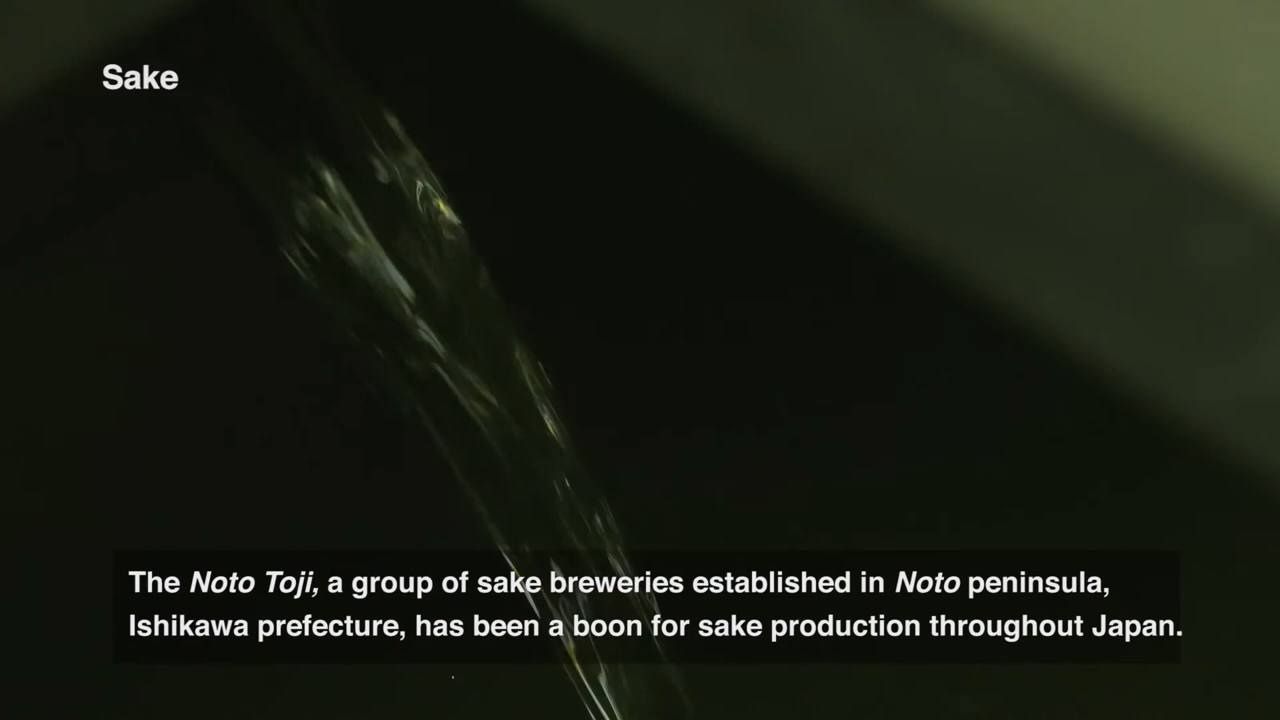 Sake
The Noto Toji, a group of sake breweries established in Noto peninsula,
Ishikawa prefecture, has been a boon for sake production throughout Japan.